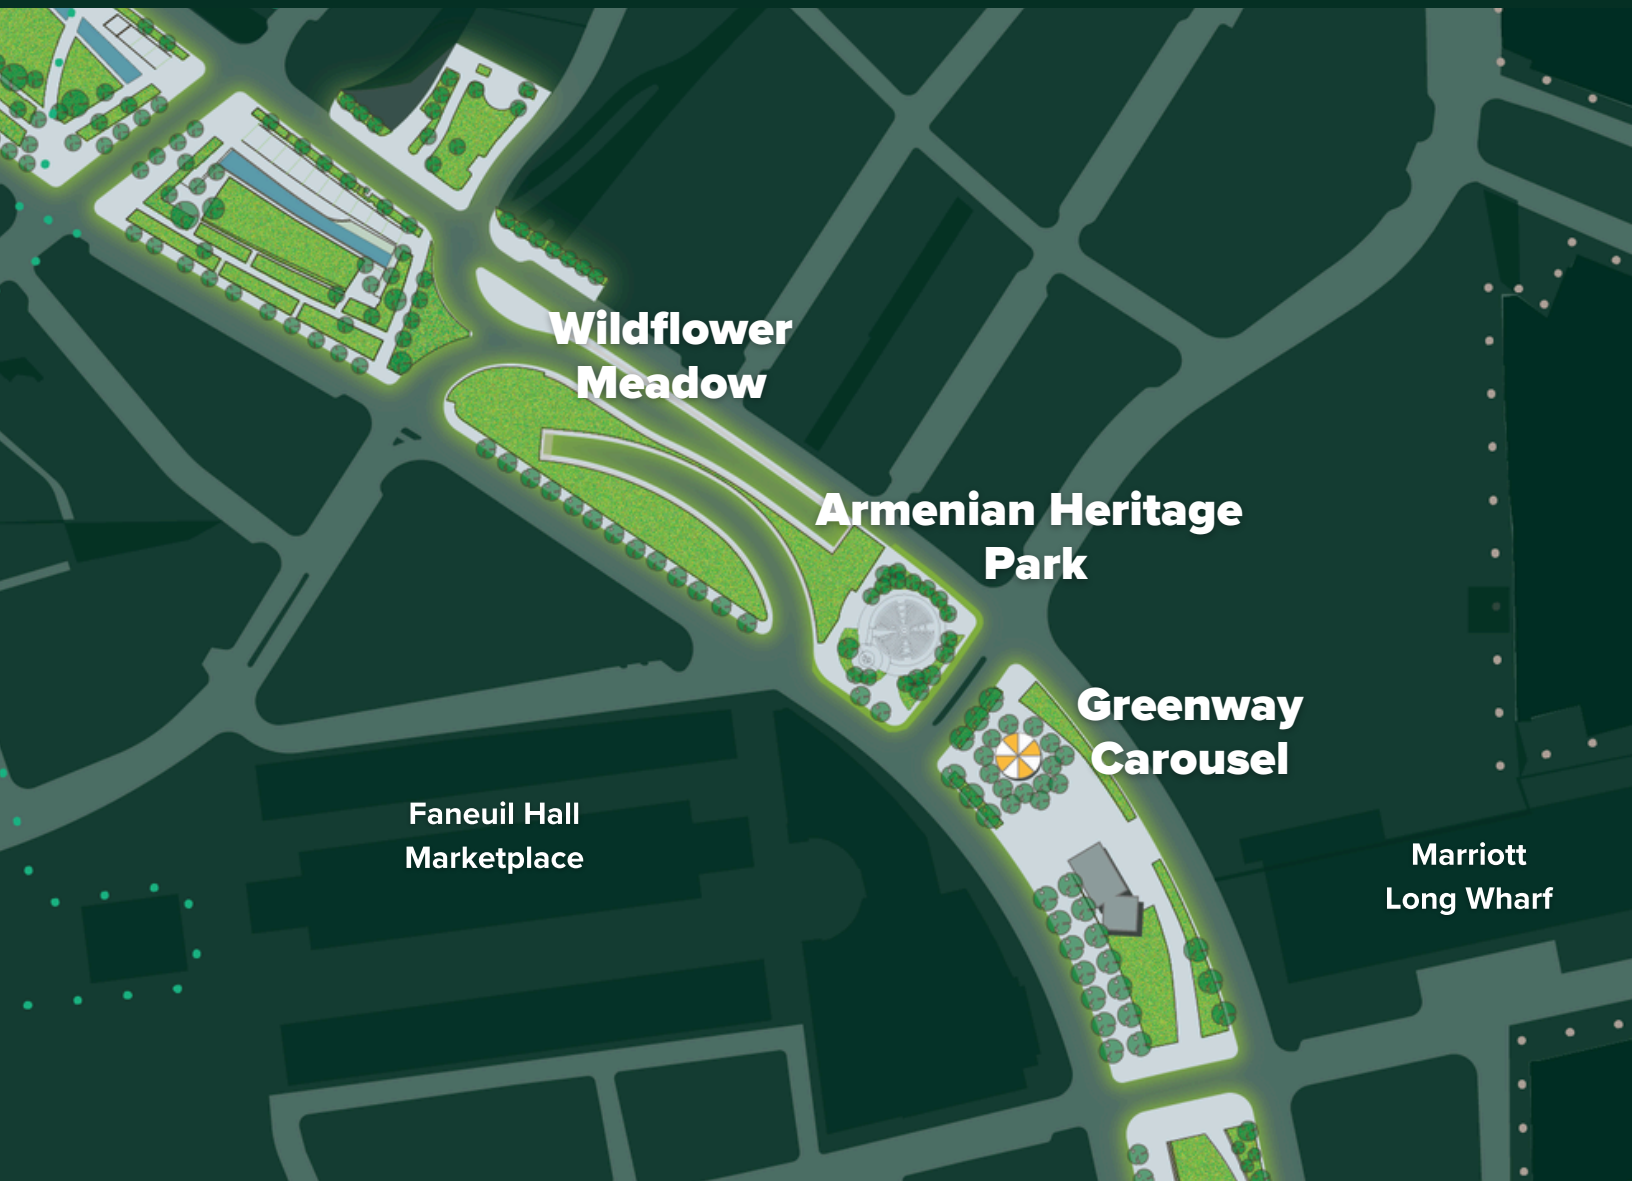 Wildflower
Meadow
Armenian Heritage
Park
Greenway
Carousel
Faneuil Hall
Marketplace
Marriott
Long Wharf